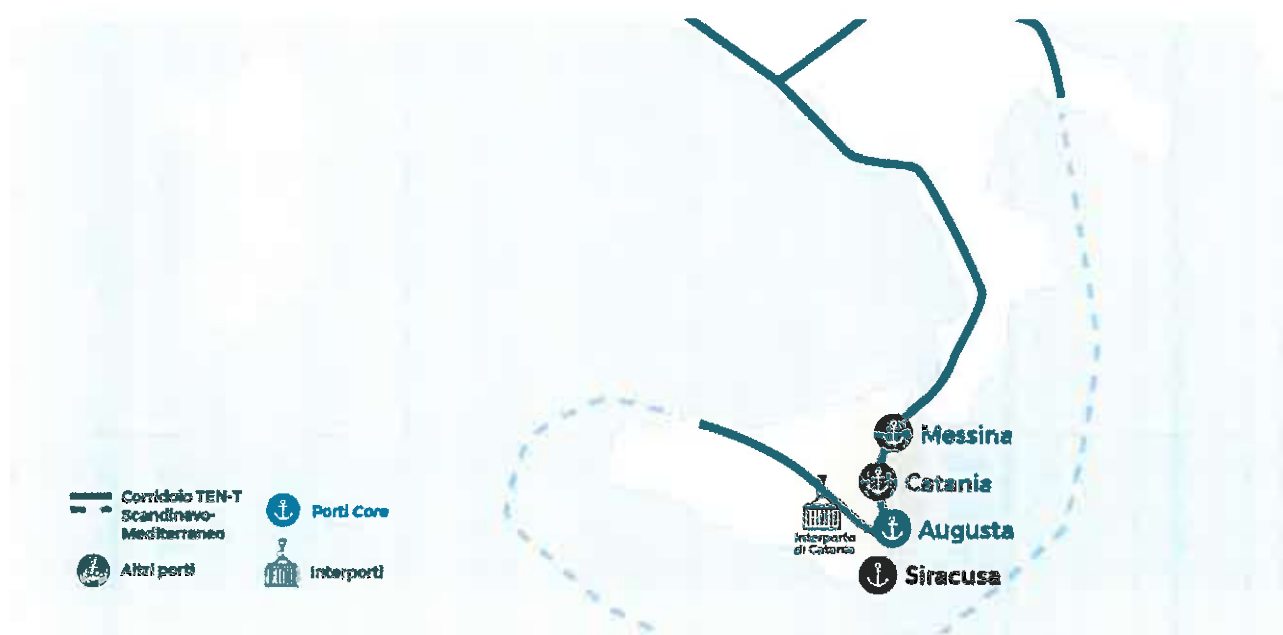 Messina
Catania
Augusta
Interporto
di Catania
Siracusa
Corridoio TEN-T
Scandinavo-
Mediterraneo
Porti Core
Altri porti
Interporti